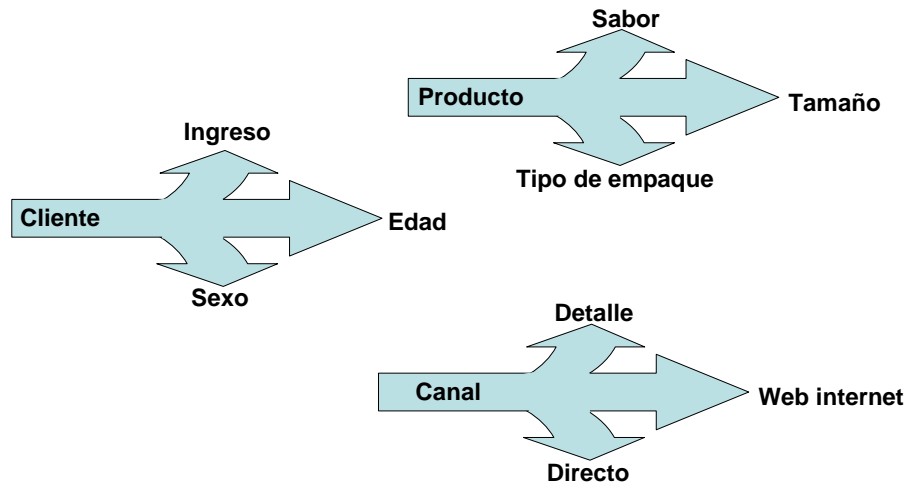 Sabor
Producto
Tamaño
Tipo de empaque
Ingreso
Cliente
Edad
Sexo
Detalle
Canal
Web internet
Directo